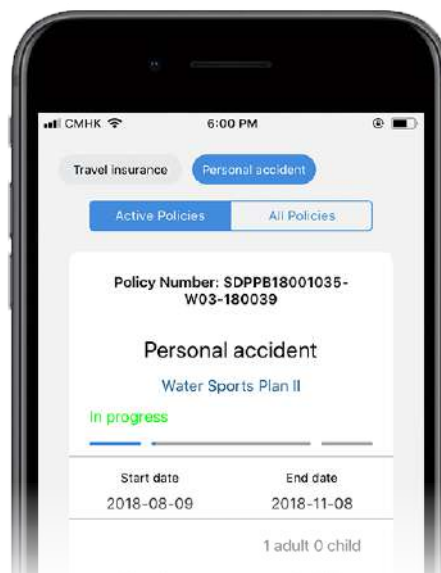 CMHK 6:00 PM
Travel insurance Personal accident
Active Policies All Policies
Policy Number: SDPPB18001035-
W03-180039
Personal accident
Water Sports Plan II
In progress
Start date End date
2018-08-09 2018-11-08
1 adult 0 child